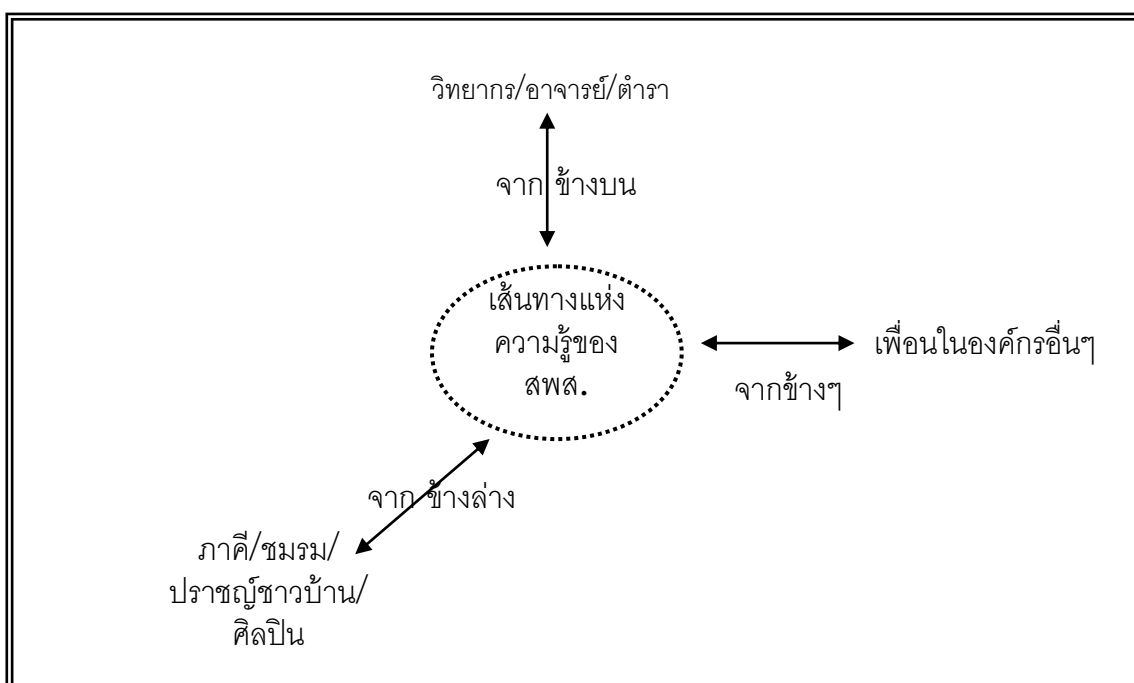 วิทยากร/อาจารย์/ตำรา
จาก ข้างบน
เส้นทางแห่ง
ความรู้ของ
สพส.
เพื่อนในองค์กรอื่นๆ
จากข้างๆ
จาก ข้างล่าง
ภาคี/ชมรม/
ปราชญ์ชาวบ้าน/
ศิลปิน